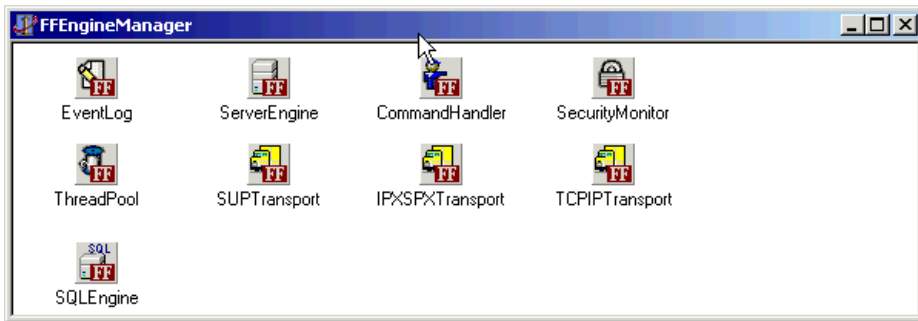 FFEngineManager
EventLog ServerEngine CommandHandler SecurityMonitor
ThreadPool SUPTransport IPXSPXTransport TCPIPTransport
SQL
SQLEngine
FF
FF
FF
FF
FF
FF
FF
FF
FF